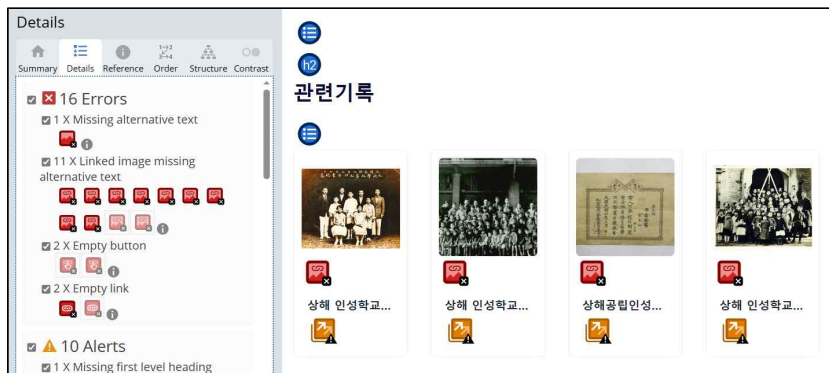 Details
Summary Details Reference Order Structure Contrast
16 Errors
1 X Missing alternative text
11 X Linked image missing
alternative text
2 X Empty button
2 X Empty link
10 Alerts
1 X Missing first level heading
h2
관련기록
상해 인성학교... 상해 인성학교... 상해공립인성... 상해 인성학교...